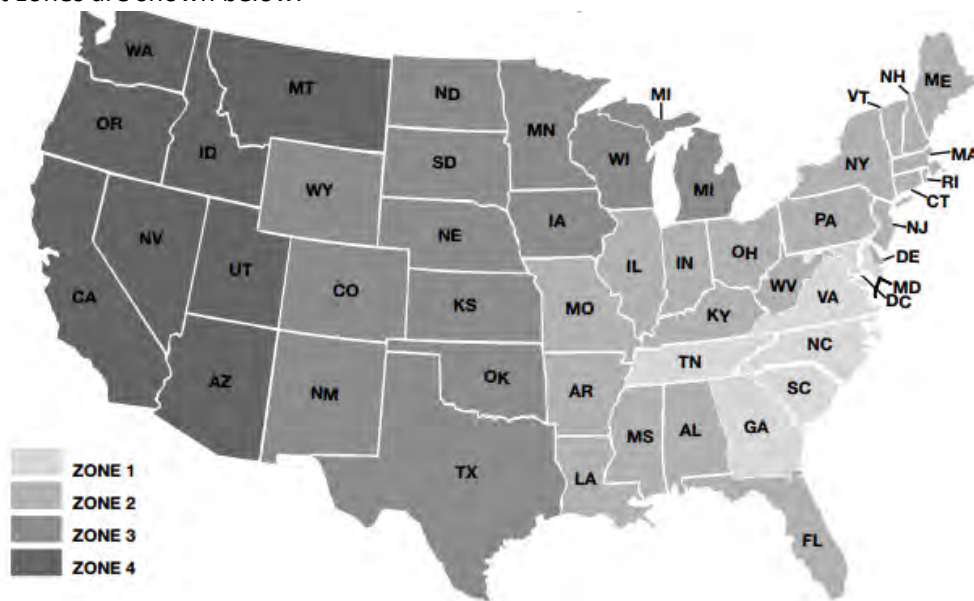 zones are shown below.
WA
MT
ND
MN
MI
NH
ME
VT
OR
ID
SD
WI
MI
NY
MA
RI
CT
WY
IA
NE
PA
NJ
NV
UT
CO
IL
IN
OH
DE
MD
DC
CA
KS
MO
WV
VA
KY
AZ
NM
OK
AR
TN
NC
SC
MS
AL
GA
TX
LA
FL
ZONE 1
ZONE 2
ZONE 3
ZONE 4